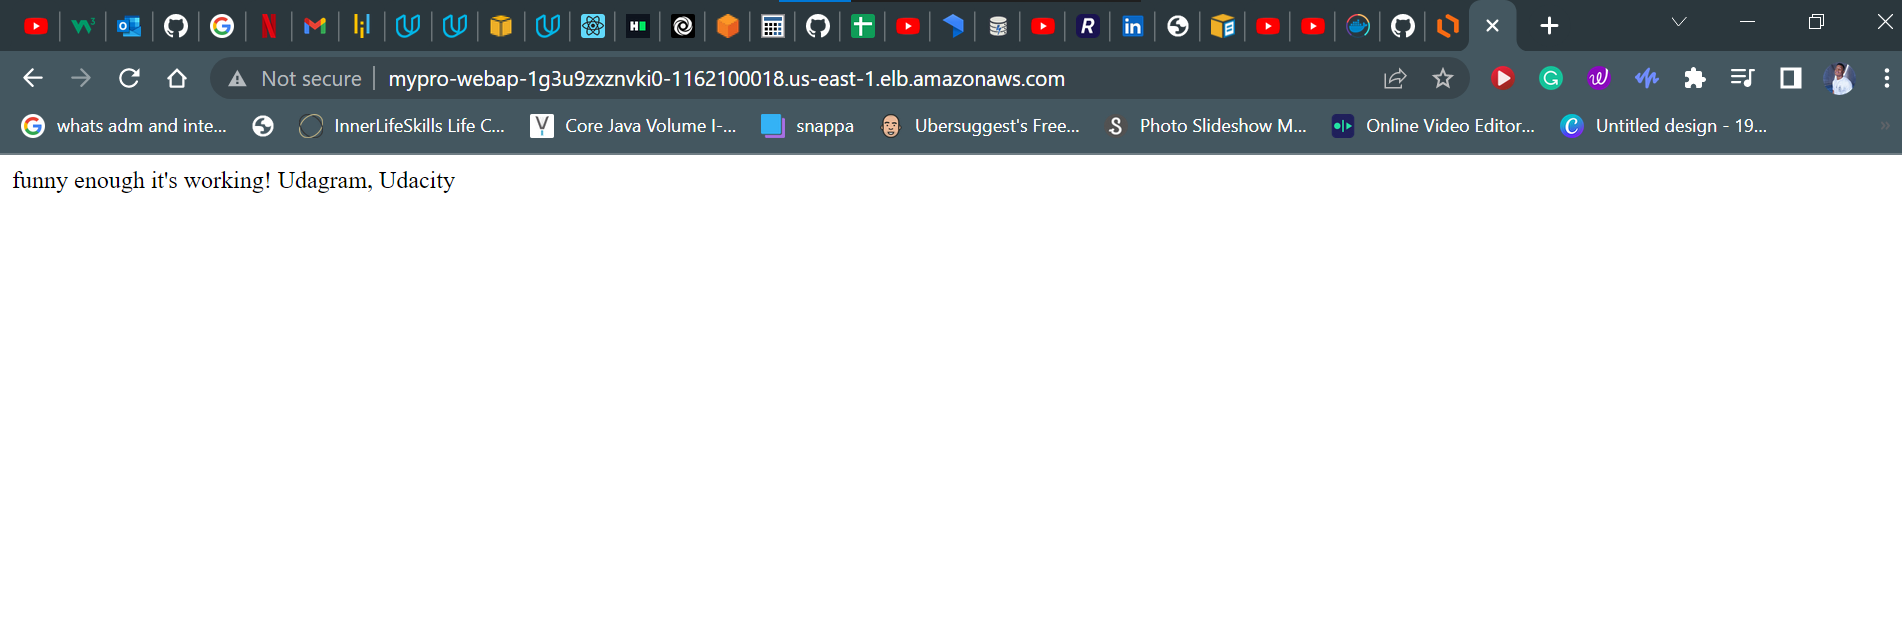 Not secure mypro-webap-1g3u9zxznvki0-1162100018.us-east-1.elb.amazonaws.com
whats adm and inte... InnerLifeSkills Life C... Core Java Volume I-... snappa Ubersuggest's Free... Photo Slideshow M... Online Video Editor... Untitled design - 19...
funny enough it's working! Udagram, Udacity